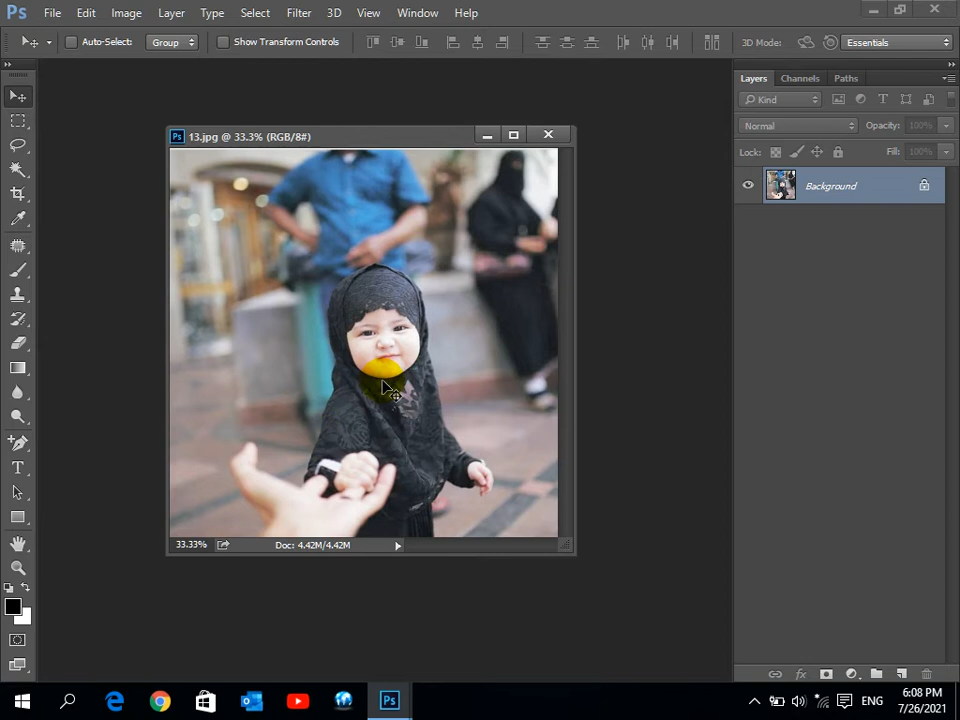 Ps File Edit Image Layer Type Select Filter 3D View Window Help
Auto-Select: Group Show Transform Controls 3D Mode: Essentials
Layers Channels Paths
Kind
Normal Opacity: 100%
Lock: Fill: 100%
Background
Ps 13.jpg @ 33.3% (RGB/8#)
33.33% Doc: 4.42M/4.42M
T
Ps ENG 6:08 PM
7/26/2021